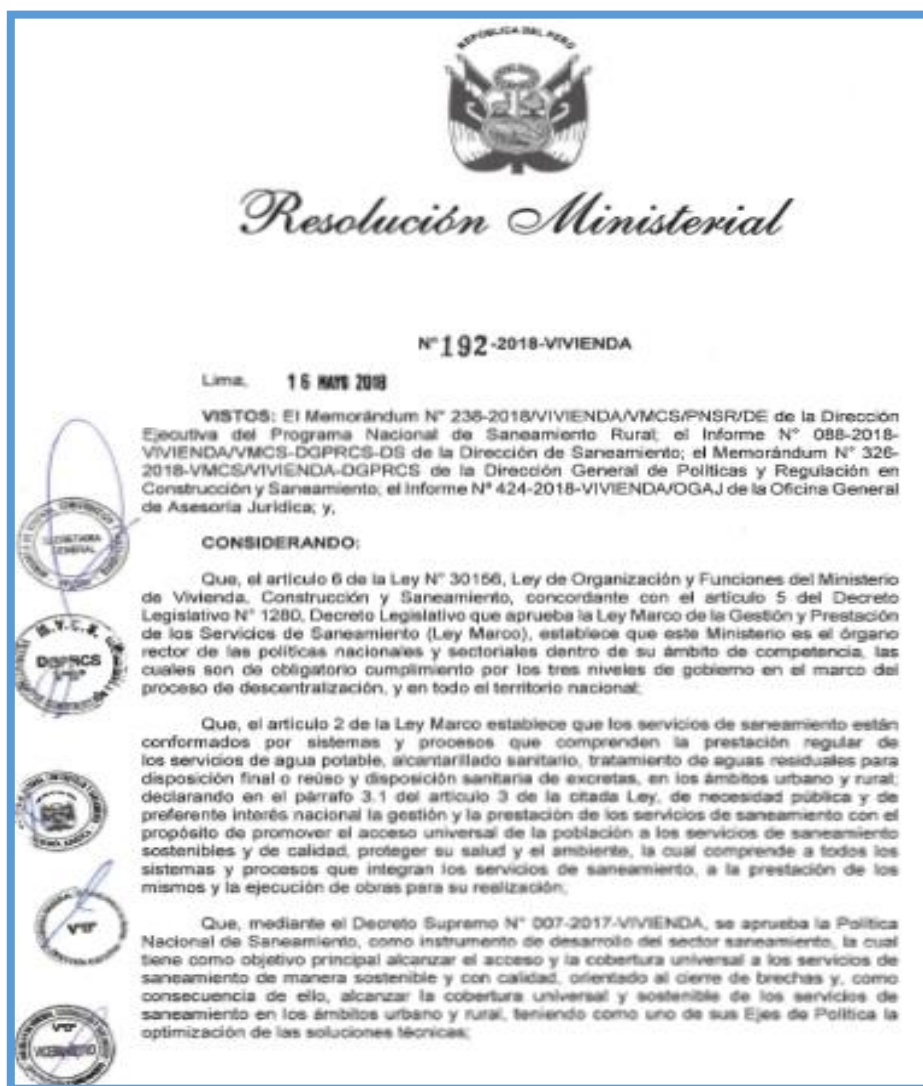 REPÚBLICA DEL PERÚ
Resolución Ministerial
N° 192-2018-VIVIENDA
Lima, 16 MAYO 2018
VISTOS: El Memorándum N° 238-2018/VIVIENDA/VMCS/PNSR/DE de la Dirección
Ejecutiva del Programa Nacional de Saneamiento Rural; el Informe N° 088-2018-
VIVIENDA/VMCS-DGPRCS-DS de la Dirección de Saneamiento; el Memorándum N° 326-
2018-VMCS/VIVIENDA-DGPRCS de la Dirección General de Políticas y Regulación en
Construcción y Saneamiento; el Informe Nº 424-2018-VIVIENDA/OGAJ de la Oficina General
de Asesoría Jurídica; y,
CONSIDERANDO:
Que, el artículo 6 de la Ley N° 30156, Ley de Organización y Funciones del Ministerio
de Vivienda, Construcción y Saneamiento, concordante con el artículo 5 del Decreto
Legislativo N° 1280, Decreto Legislativo que aprueba la Ley Marco de la Gestión y Prestación
de los Servicios de Saneamiento (Ley Marco), establece que este Ministerio es el órgano
rector de las políticas nacionales y sectoriales dentro de su ámbito de competencia, las
cuales son de obligatorio cumplimiento por los tres niveles de gobierno en el marco del
proceso de descentralización, y en todo el territorio nacional;
Que, el artículo 2 de la Ley Marco establece que los servicios de saneamiento están
conformados por sistemas y procesos que comprenden la prestación regular de
los servicios de agua potable, alcantarillado sanitario, tratamiento de aguas residuales para
disposición final o reúso y disposición sanitaria de excretas, en los ámbitos urbano y rural;
declarando en el párrafo 3.1 del artículo 3 de la citada Ley, de necesidad pública y de
preferente interés nacional la gestión y la prestación de los servicios de saneamiento con el
propósito de promover el acceso universal de la población a los servicios de saneamiento
sostenibles y de calidad, proteger su salud y el ambiente, la cual comprende a todos los
sistemas y procesos que integran los servicios de saneamiento, a la prestación de los
mismos y la ejecución de obras para su realización;
Que, mediante el Decreto Supremo N° 007-2017-VIVIENDA, se aprueba la Política
Nacional de Saneamiento, como instrumento de desarrollo del sector saneamiento, la cual
tiene como objetivo principal alcanzar el acceso y la cobertura universal a los servicios de
saneamiento de manera sostenible y con calidad, orientado al cierre de brechas y, como
consecuencia de ello, alcanzar la cobertura universal y sostenible de los servicios de
saneamiento en los ámbitos urbano y rural, teniendo como uno de sus Ejes de Política la
optimización de las soluciones técnicas;
SECRETARIA
GENERAL
M.V.C.S.
DGPRCS